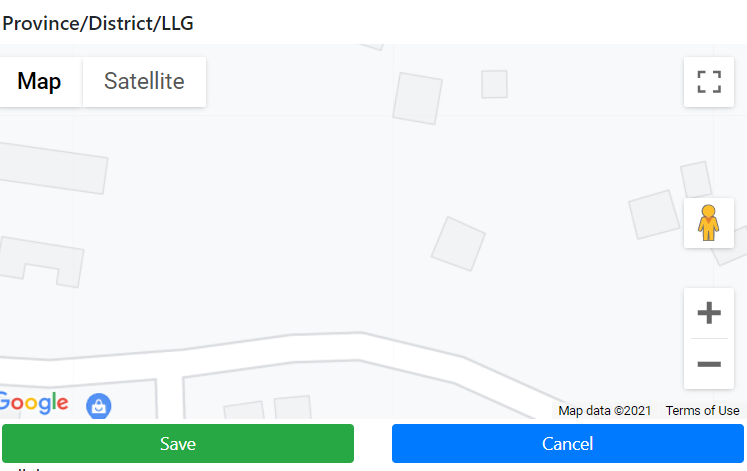 Province/District/LLG
Map Satellite
Google
Map data ©2021 Terms of Use
Save Cancel